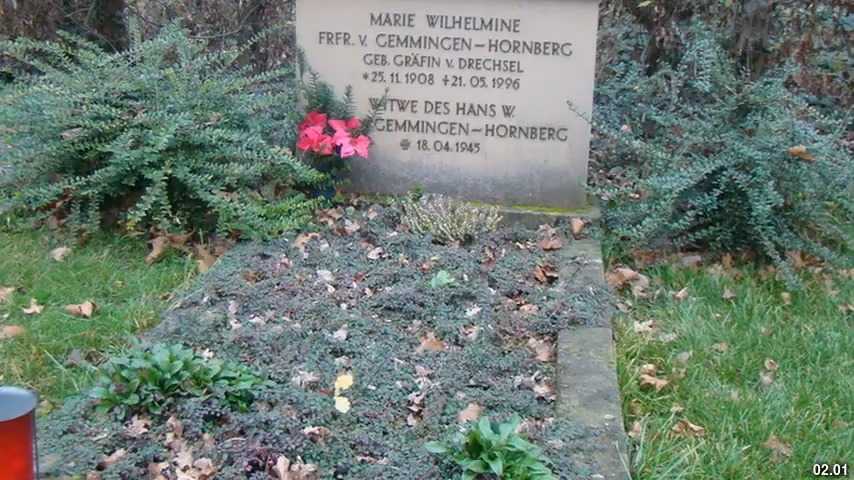 MARIE WILHELMINE
FRFR. V. GEMMINGEN-HORNBERG
GEB. GRÄFIN V. DRECHSEL
*25.11.1908 +21.05.1996
WITWE DES HANS W.
GEMMINGEN-HORNBERG
18.04.1945
02.01